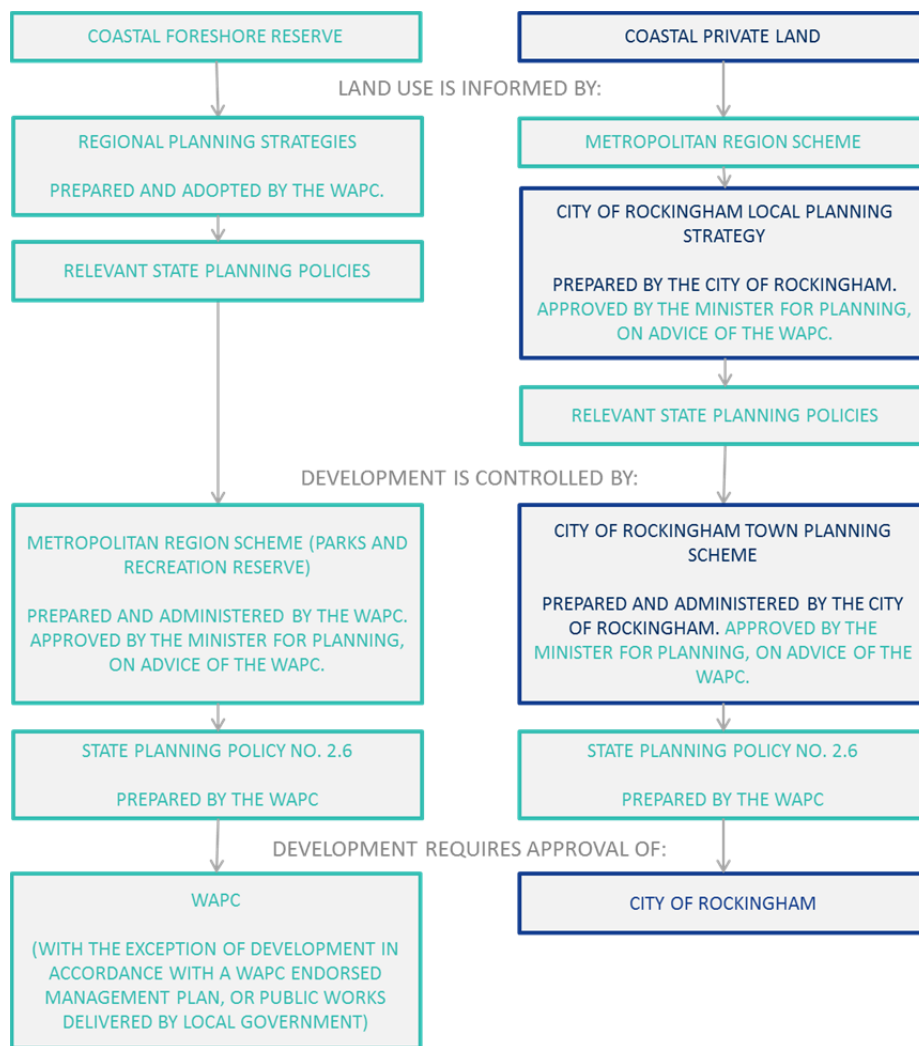 COASTAL FORESHORE RESERVE
COASTAL PRIVATE LAND
LAND USE IS INFORMED BY:
REGIONAL PLANNING STRATEGIES
PREPARED AND ADOPTED BY THE WAPC.
RELEVANT STATE PLANNING POLICIES
METROPOLITAN REGION SCHEME
CITY OF ROCKINGHAM LOCAL PLANNING
STRATEGY
PREPARED BY THE CITY OF ROCKINGHAM.
APPROVED BY THE MINISTER FOR PLANNING,
ON ADVICE OF THE WAPC.
RELEVANT STATE PLANNING POLICIES
DEVELOPMENT IS CONTROLLED BY:
METROPOLITAN REGION SCHEME (PARKS AND
RECREATION RESERVE)
PREPARED AND ADMINISTERED BY THE WAPC.
APPROVED BY THE MINISTER FOR PLANNING,
ON ADVICE OF THE WAPC.
STATE PLANNING POLICY NO. 2.6
PREPARED BY THE WAPC
CITY OF ROCKINGHAM TOWN PLANNING
SCHEME
PREPARED AND ADMINISTERED BY THE CITY
OF ROCKINGHAM. APPROVED BY THE
MINISTER FOR PLANNING, ON ADVICE OF THE
WAPC.
STATE PLANNING POLICY NO. 2.6
PREPARED BY THE WAPC
DEVELOPMENT REQUIRES APPROVAL OF:
WAPC
(WITH THE EXCEPTION OF DEVELOPMENT IN
ACCORDANCE WITH A WAPC ENDORSED
MANAGEMENT PLAN, OR PUBLIC WORKS
DELIVERED BY LOCAL GOVERNMENT)
CITY OF ROCKINGHAM